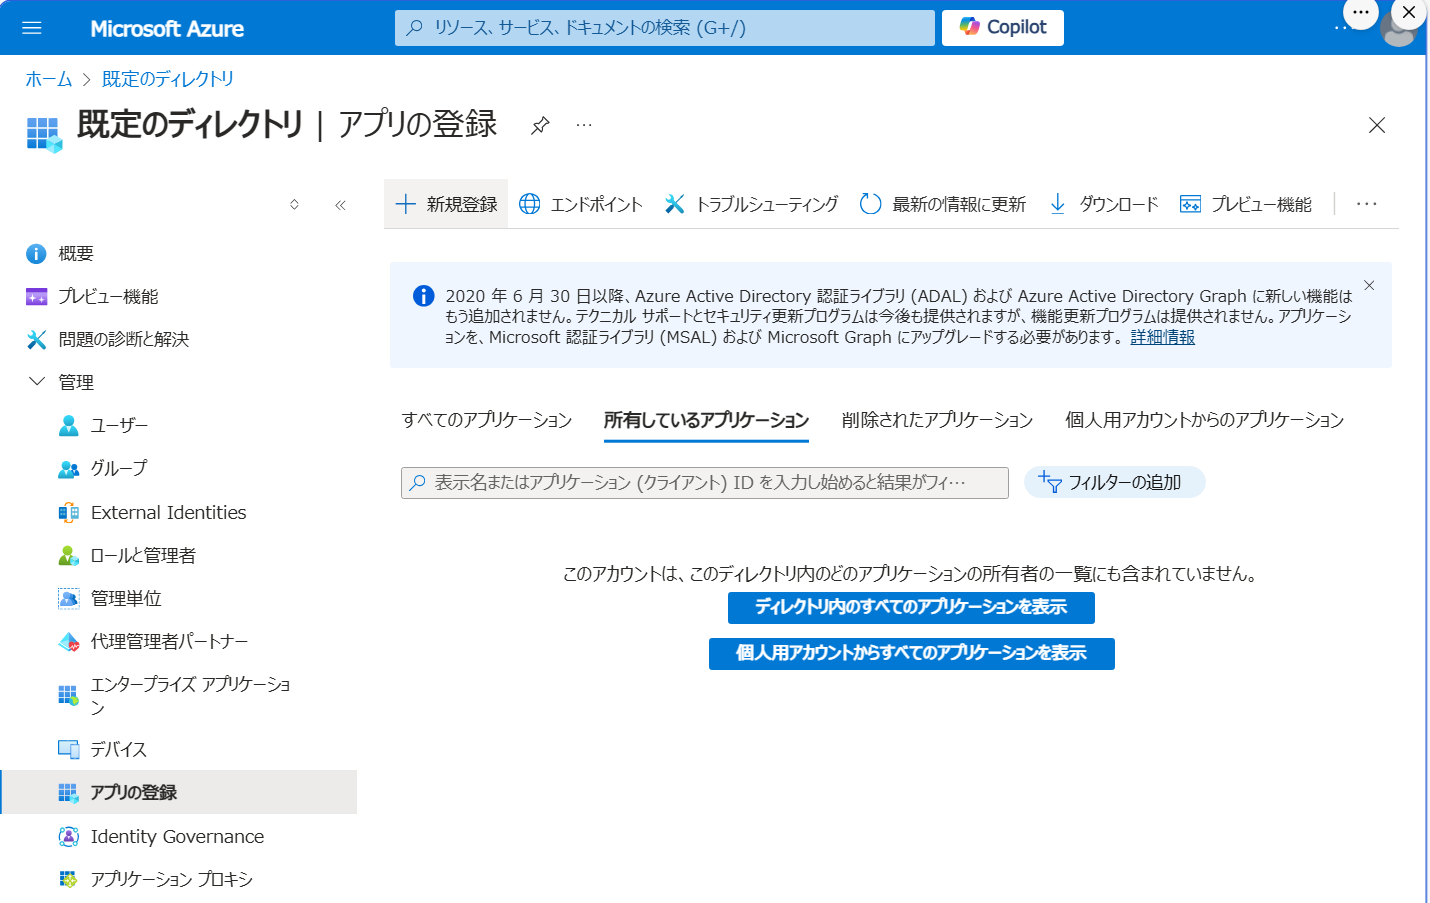 Microsoft Azure
リソース、サービス、ドキュメントの検索 (G+/)
Copilot
ホーム > 既定のディレクトリ
既定のディレクトリ | アプリの登録
新規登録
エンドポイント
トラブルシューティング
最新の情報に更新
ダウンロード
プレビュー機能
概要
プレビュー機能
問題の診断と解決
管理
ユーザー
グループ
External Identities
ロールと管理者
管理単位
代理管理者パートナー
エンタープライズ アプリケーショ
ン
デバイス
アプリの登録
Identity Governance
アプリケーション プロキシ
2020 年 6 月 30 日以降、Azure Active Directory 認証ライブラリ (ADAL) および Azure Active Directory Graph に新しい機能は
もう追加されません。テクニカル サポートとセキュリティ更新プログラムは今後も提供されますが、機能更新プログラムは提供されません。アプリケーシ
ョンを、Microsoft 認証ライブラリ (MSAL) および Microsoft Graph にアップグレードする必要があります。 詳細情報
すべてのアプリケーション
所有しているアプリケーション
削除されたアプリケーション
個人用アカウントからのアプリケーション
表示名またはアプリケーション (クライアント) ID を入力し始めると結果がフィ…
フィルターの追加
このアカウントは、このディレクトリ内のどのアプリケーションの所有者の一覧にも含まれていません。
ディレクトリ内のすべてのアプリケーションを表示
個人用アカウントからすべてのアプリケーションを表示